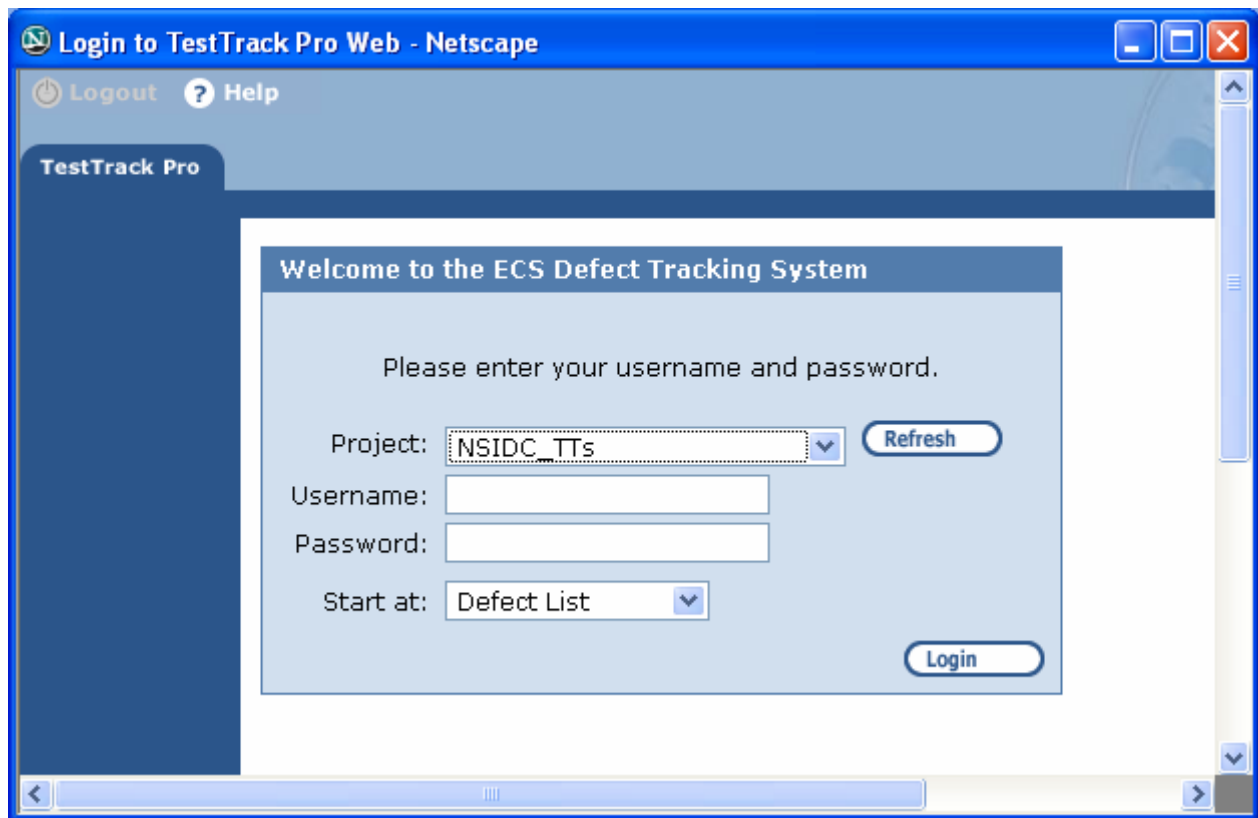 Login to TestTrack Pro Web - Netscape
Logout ? Help
TestTrack Pro
Welcome to the ECS Defect Tracking System
Please enter your username and password.
Project: NSIDC_TTs Refresh
Username:
Password:
Start at: Defect List
Login